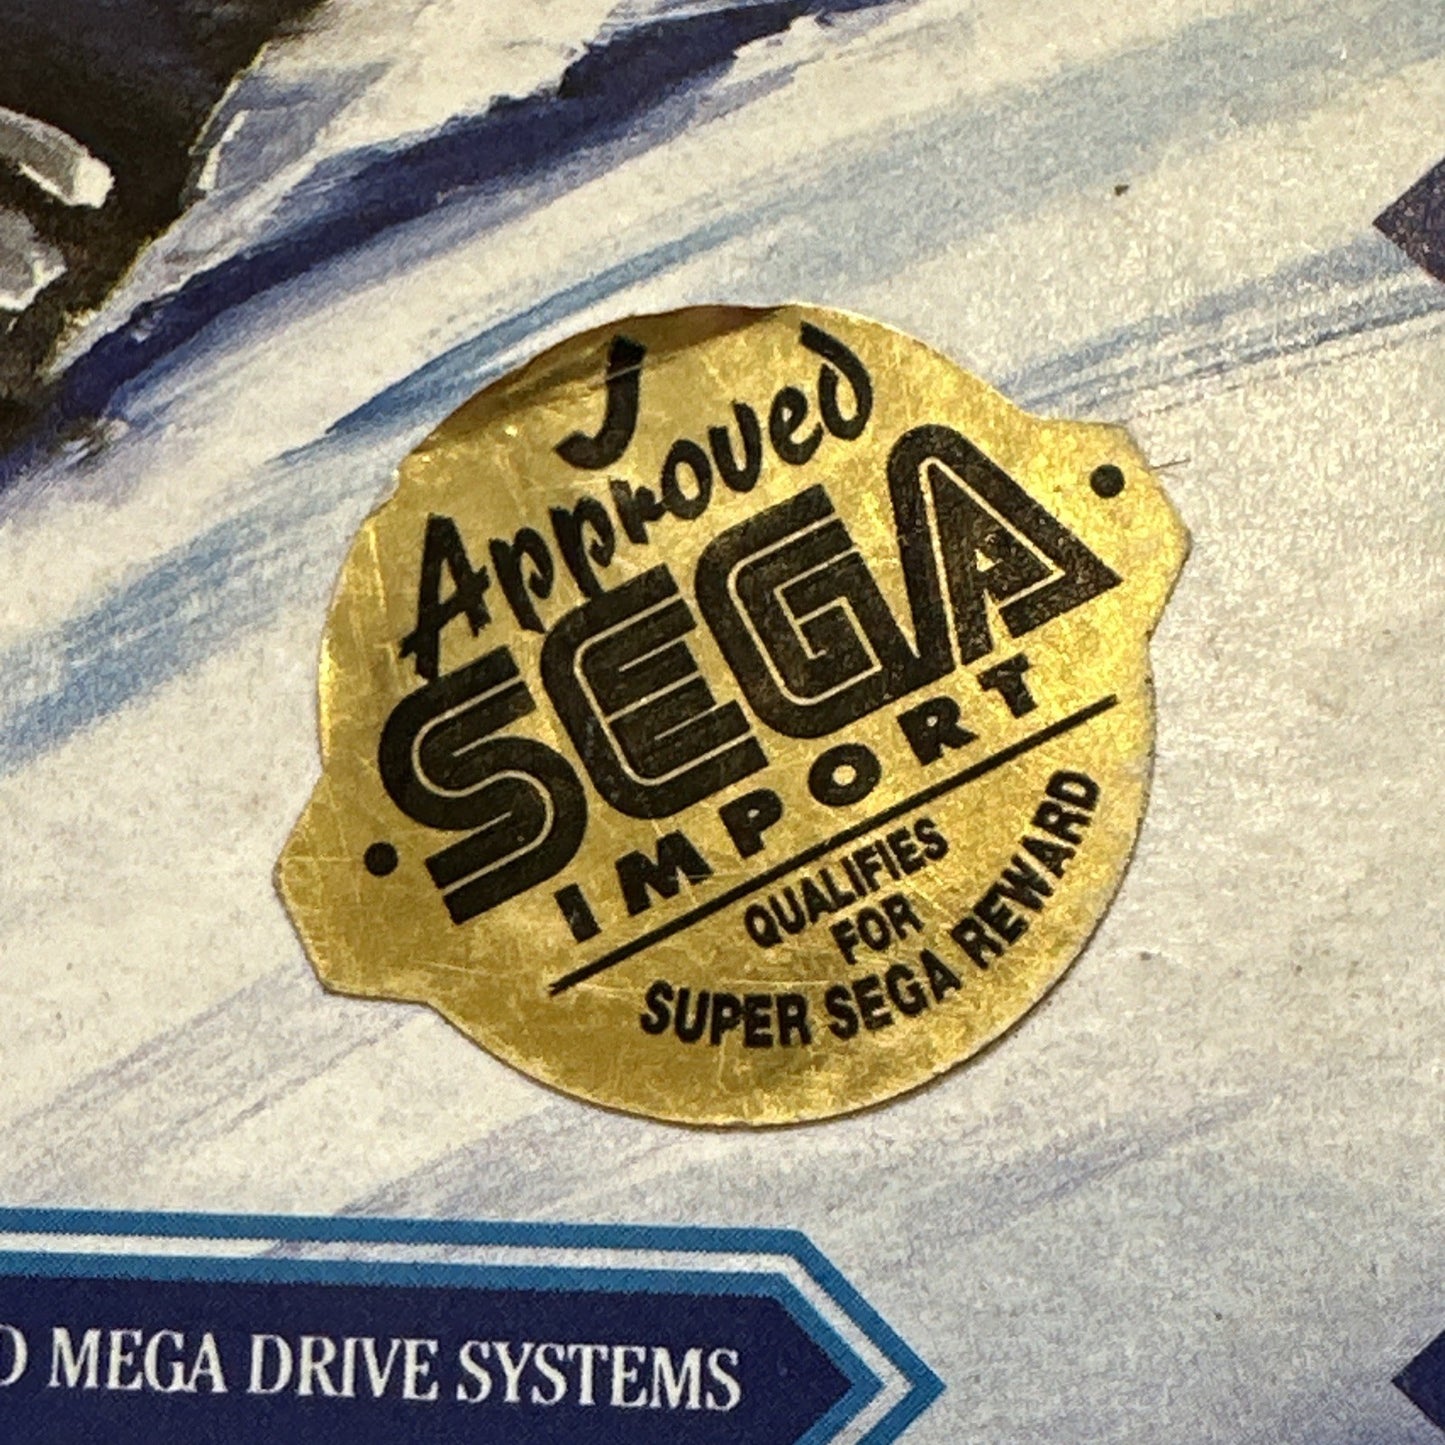 J
Approved
SEGA
IMPORT
QUALIFIES
FOR
SUPER SEGA REWARD
MEGA DRIVE SYSTEMS